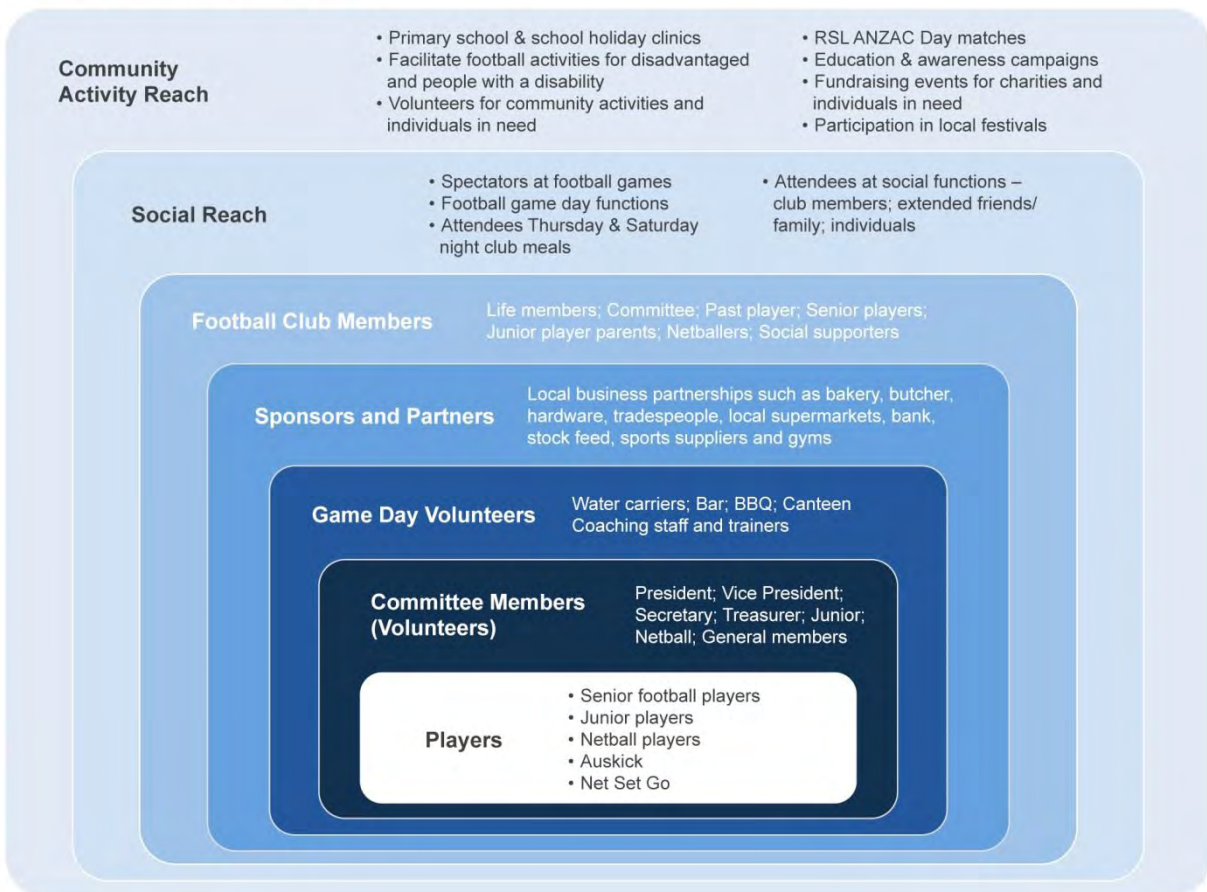 Community
Activity Reach
• Primary school & school holiday clinics
• Facilitate football activities for disadvantaged
and people with a disability
• Volunteers for community activities and
individuals in need
• RSL ANZAC Day matches
• Education & awareness campaigns
• Fundraising events for charities and
individuals in need
• Participation in local festivals
Social Reach
• Spectators at football games
• Football game day functions
• Attendees Thursday & Saturday
night club meals
• Attendees at social functions –
club members; extended friends/
family; individuals
Football Club Members
Life members; Committee; Past player; Senior players;
Junior player parents; Netballers; Social supporters
Sponsors and Partners
Local business partnerships such as bakery, butcher,
hardware, tradespeople, local supermarkets, bank,
stock feed, sports suppliers and gyms
Game Day Volunteers
Water carriers; Bar; BBQ; Canteen
Coaching staff and trainers
Committee Members
(Volunteers)
President; Vice President;
Secretary; Treasurer; Junior;
Netball; General members
Players
• Senior football players
• Junior players
• Netball players
• Auskick
• Net Set Go